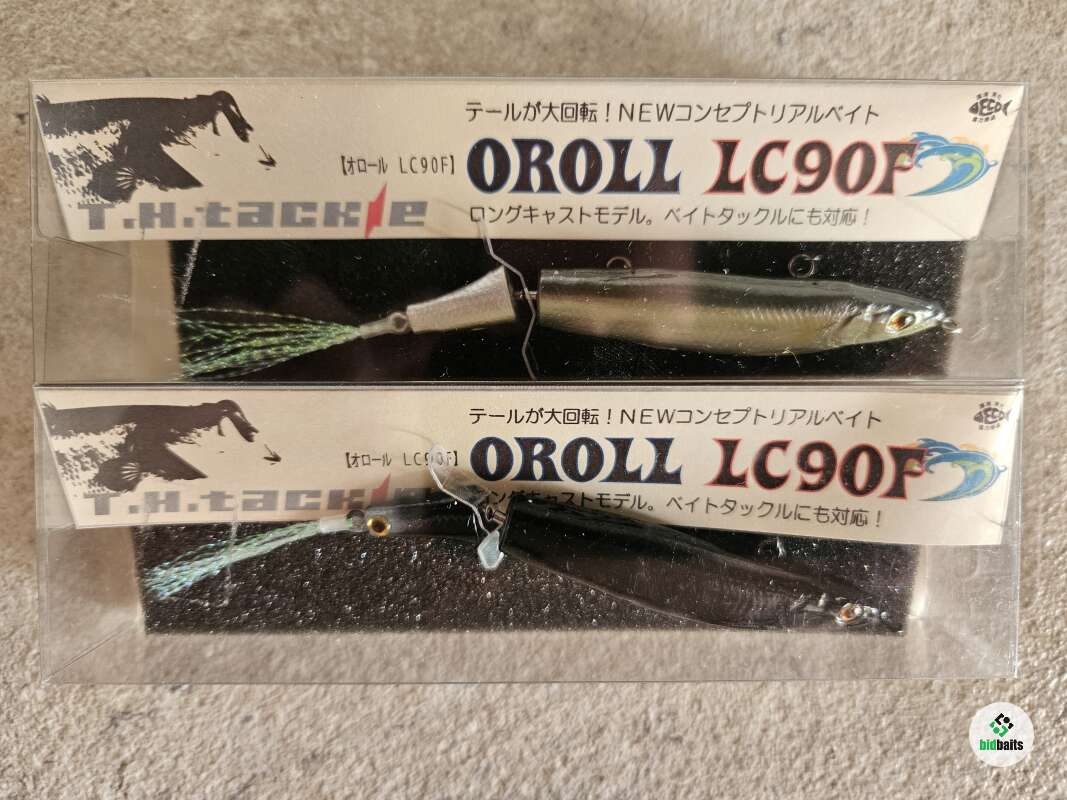 テールが大回転!NEWコンセプトリアルベイト
ECO
【オロール LC90F】
OROLL LC90F
T.H.tackle
ロングキャストモデル。ベイトタックルにも対応!
テールが大回転!NEWコンセプトリアルベイト
ECO
【オロール LC90F】
OROLL LC90F
T.H.tackle
ングキャストモデル。ベイトタックルにも対応!
bidbaits